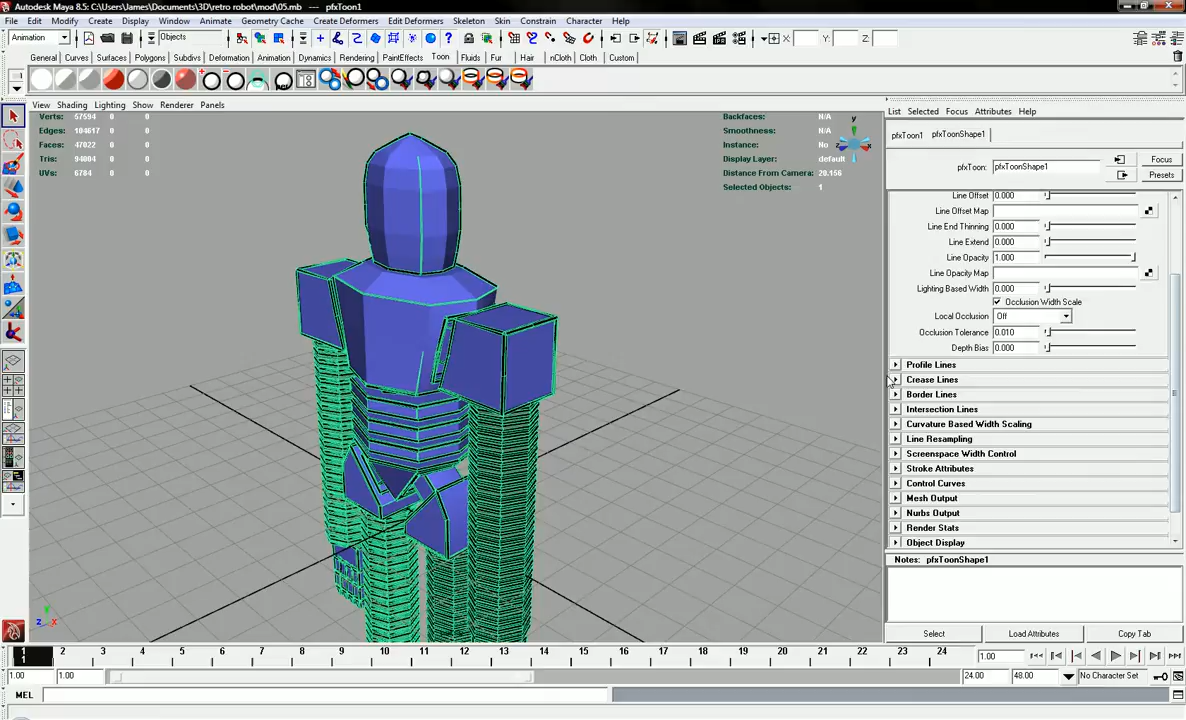 Autodesk Maya 8.5: C:\Users\James\Documents\3D\retro robot\mod\05.mb --- pfxToon1
File Edit Modify Create Display Window Animate Geometry Cache Create Deformers Edit Deformers Skeleton Skin Constrain Character Help
Animation Objects X: Y: Z:
General Curves Surfaces Polygons Subdivs Deformation Animation Dynamics Rendering PaintEffects Toon Fluids Fur Hair nCloth Cloth Custom
View Shading Lighting Show Renderer Panels
Verts: 57594 0 0
Edges: 104617 0 0
Faces: 47022 0 0
Tris: 94004 0 0
UVs: 6784 0 0
Backfaces: N/A
Smoothness: N/A
Instance: No
Display Layer: default
Distance From Camera: 20.156
Selected Objects: 1
y
z x
List Selected Focus Attributes Help
pfxToon1 pfxToonShape1
pfxToon: pfxToonShape1
Focus
Presets
Line Offset 0.000
Line Offset Map
Line End Thinning 0.000
Line Extend 0.000
Line Opacity 1.000
Line Opacity Map
Lighting Based Width 0.000
Occlusion Width Scale
Local Occlusion Off
Occlusion Tolerance 0.010
Depth Bias 0.000
Profile Lines
Crease Lines
Border Lines
Intersection Lines
Curvature Based Width Scaling
Line Resampling
Screenspace Width Control
Stroke Attributes
Control Curves
Mesh Output
Nurbs Output
Render Stats
Object Display
Notes: pfxToonShape1
Select Load Attributes Copy Tab
z x
1 2 3 4 5 6 7 8 9 10 11 12 13 14 15 16 17 18 19 20 21 22 23 24
1
1.00
1.00 1.00 24.00 48.00 No Character Set
MEL